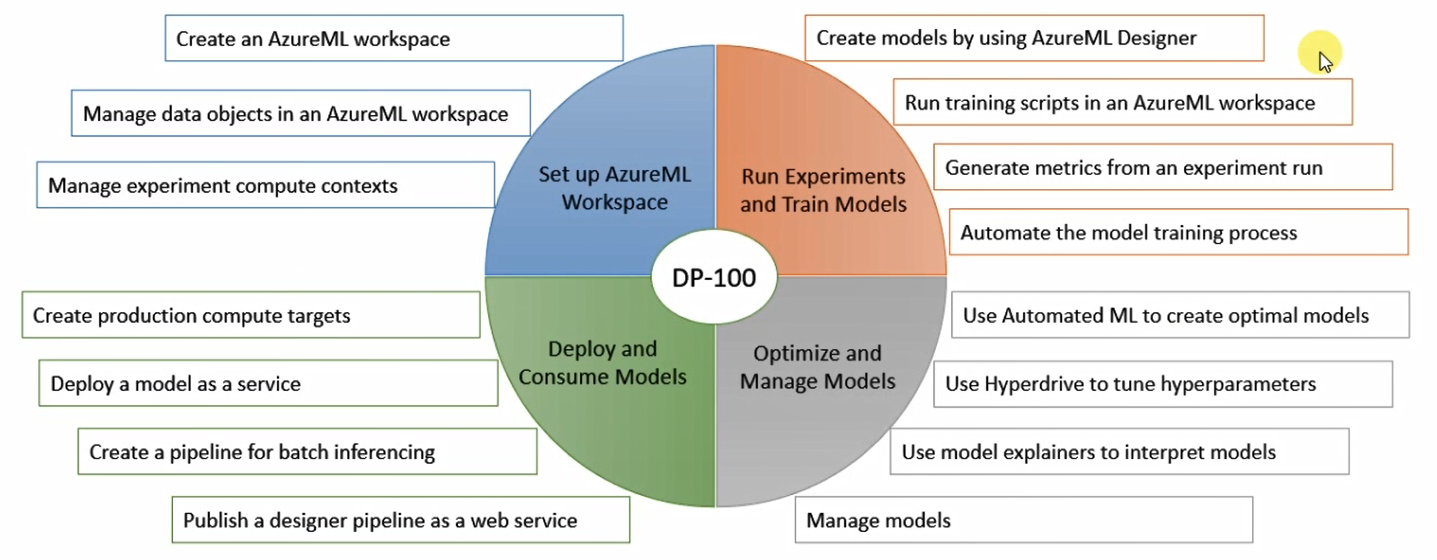 Create an AzureML workspace
Manage data objects in an AzureML workspace
Manage experiment compute contexts
Set up AzureML
Workspace
Create models by using AzureML Designer
Run training scripts in an AzureML workspace
Generate metrics from an experiment run
Automate the model training process
Run Experiments
and Train Models
DP-100
Create production compute targets
Deploy a model as a service
Create a pipeline for batch inferencing
Publish a designer pipeline as a web service
Deploy and
Consume Models
Optimize and
Manage Models
Use Automated ML to create optimal models
Use Hyperdrive to tune hyperparameters
Use model explainers to interpret models
Manage models